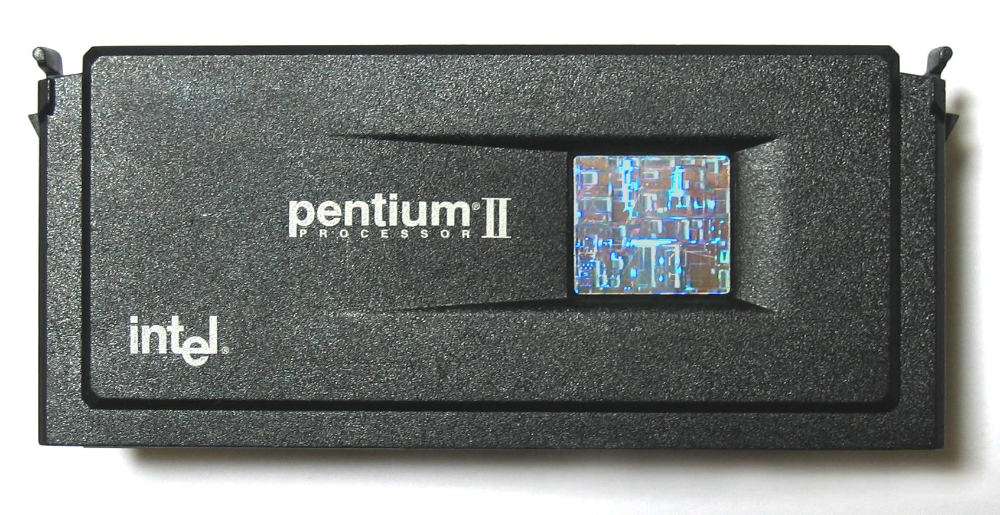 pentium® II
PROCESSOR
intel®